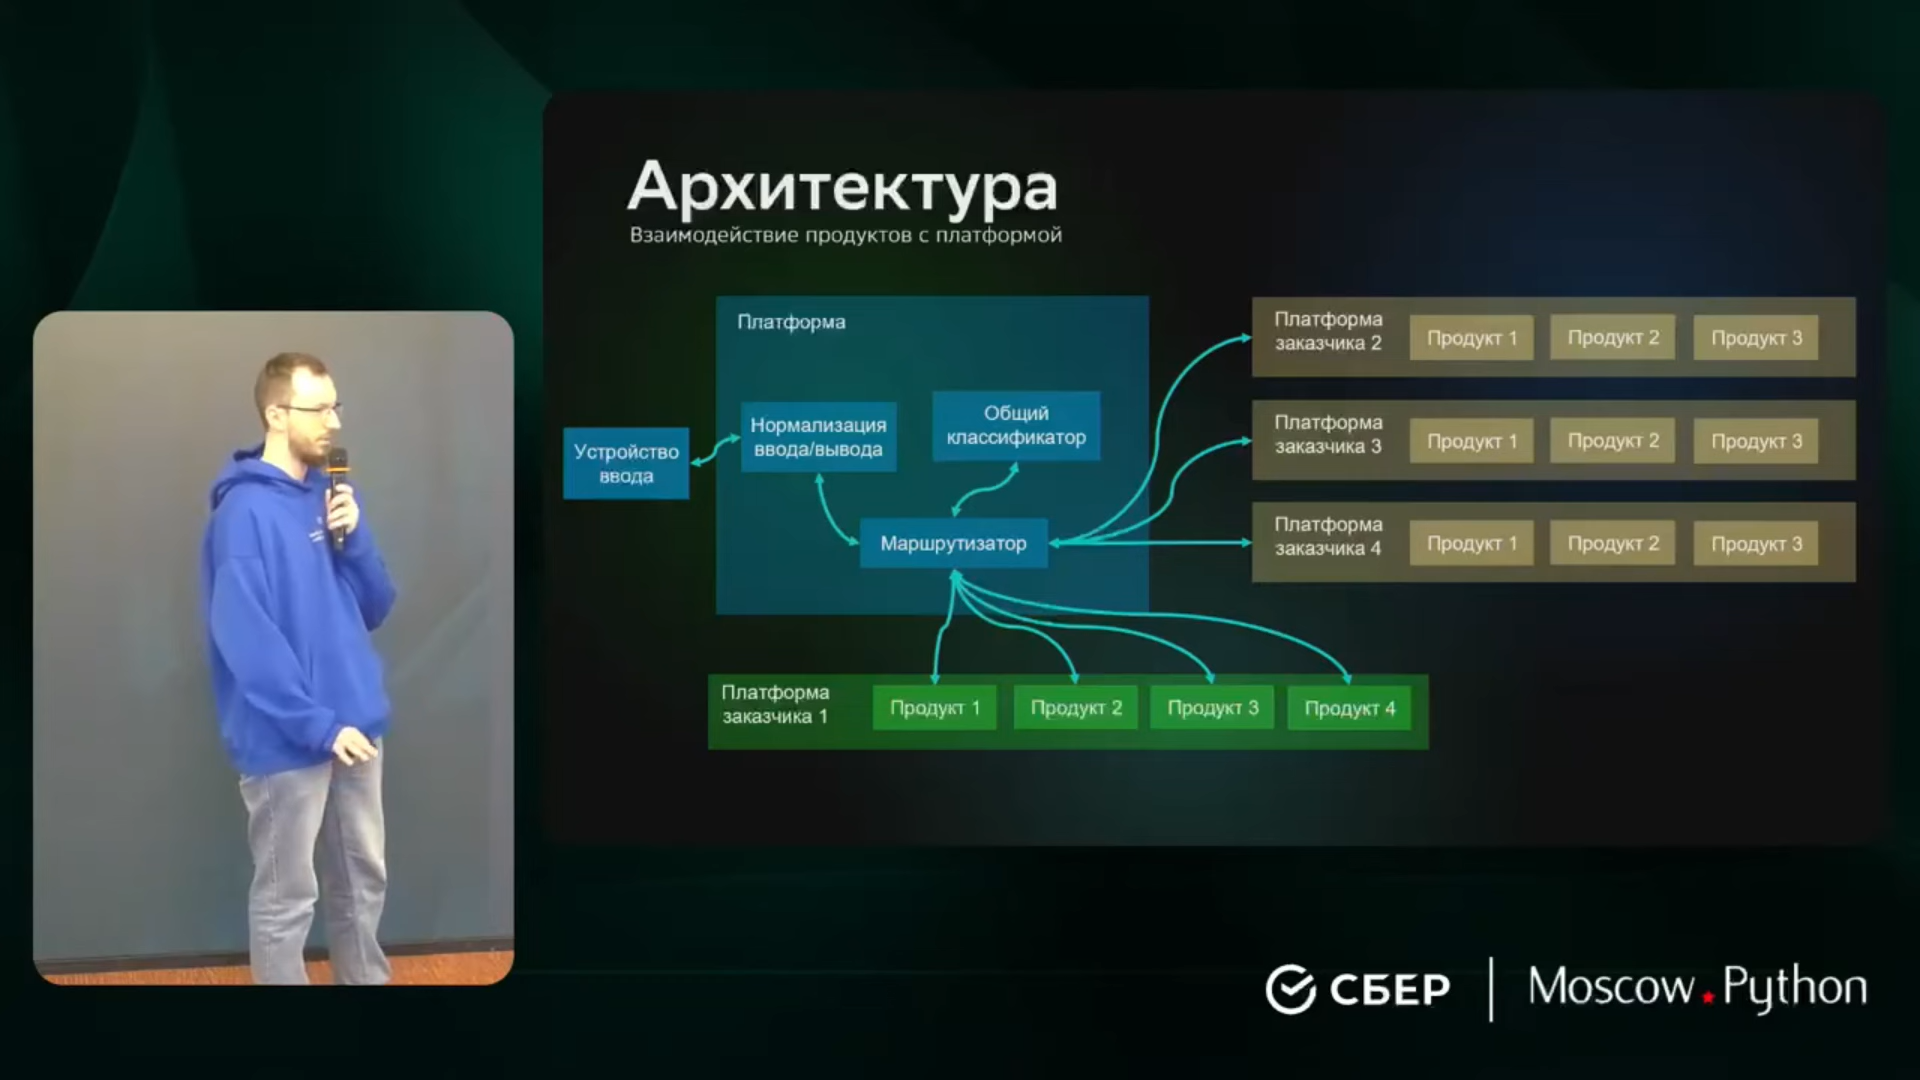 Архитектура
Взаимодействие продуктов с платформой
Платформа
Устройство
ввода
Нормализация
ввода/вывода
Общий
классификатор
Маршрутизатор
Платформа
заказчика 2
Продукт 1
Продукт 2
Продукт 3
Платформа
заказчика 3
Продукт 1
Продукт 2
Продукт 3
Платформа
заказчика 4
Продукт 1
Продукт 2
Продукт 3
Платформа
заказчика 1
Продукт 1
Продукт 2
Продукт 3
Продукт 4
СБЕР
Moscow Python